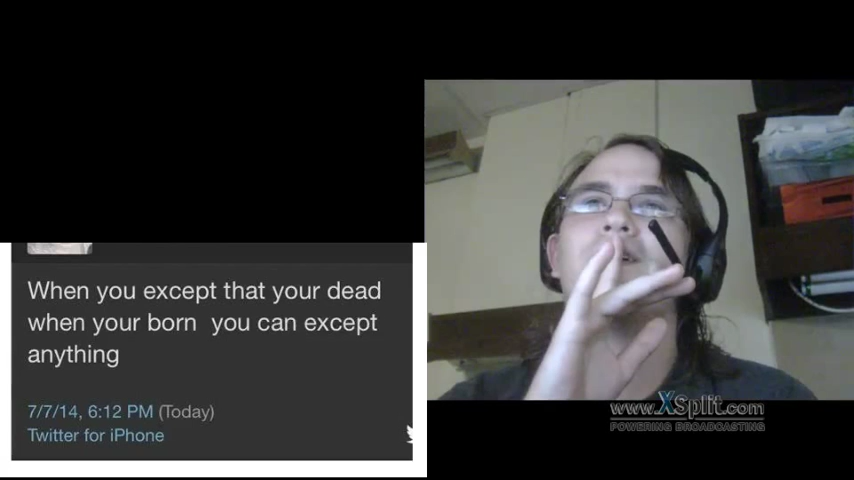 When you except that your dead
when your born you can except
anything
7/7/14, 6:12 PM (Today)
Twitter for iPhone
www.XSplit.com
POWERING BROADCASTING